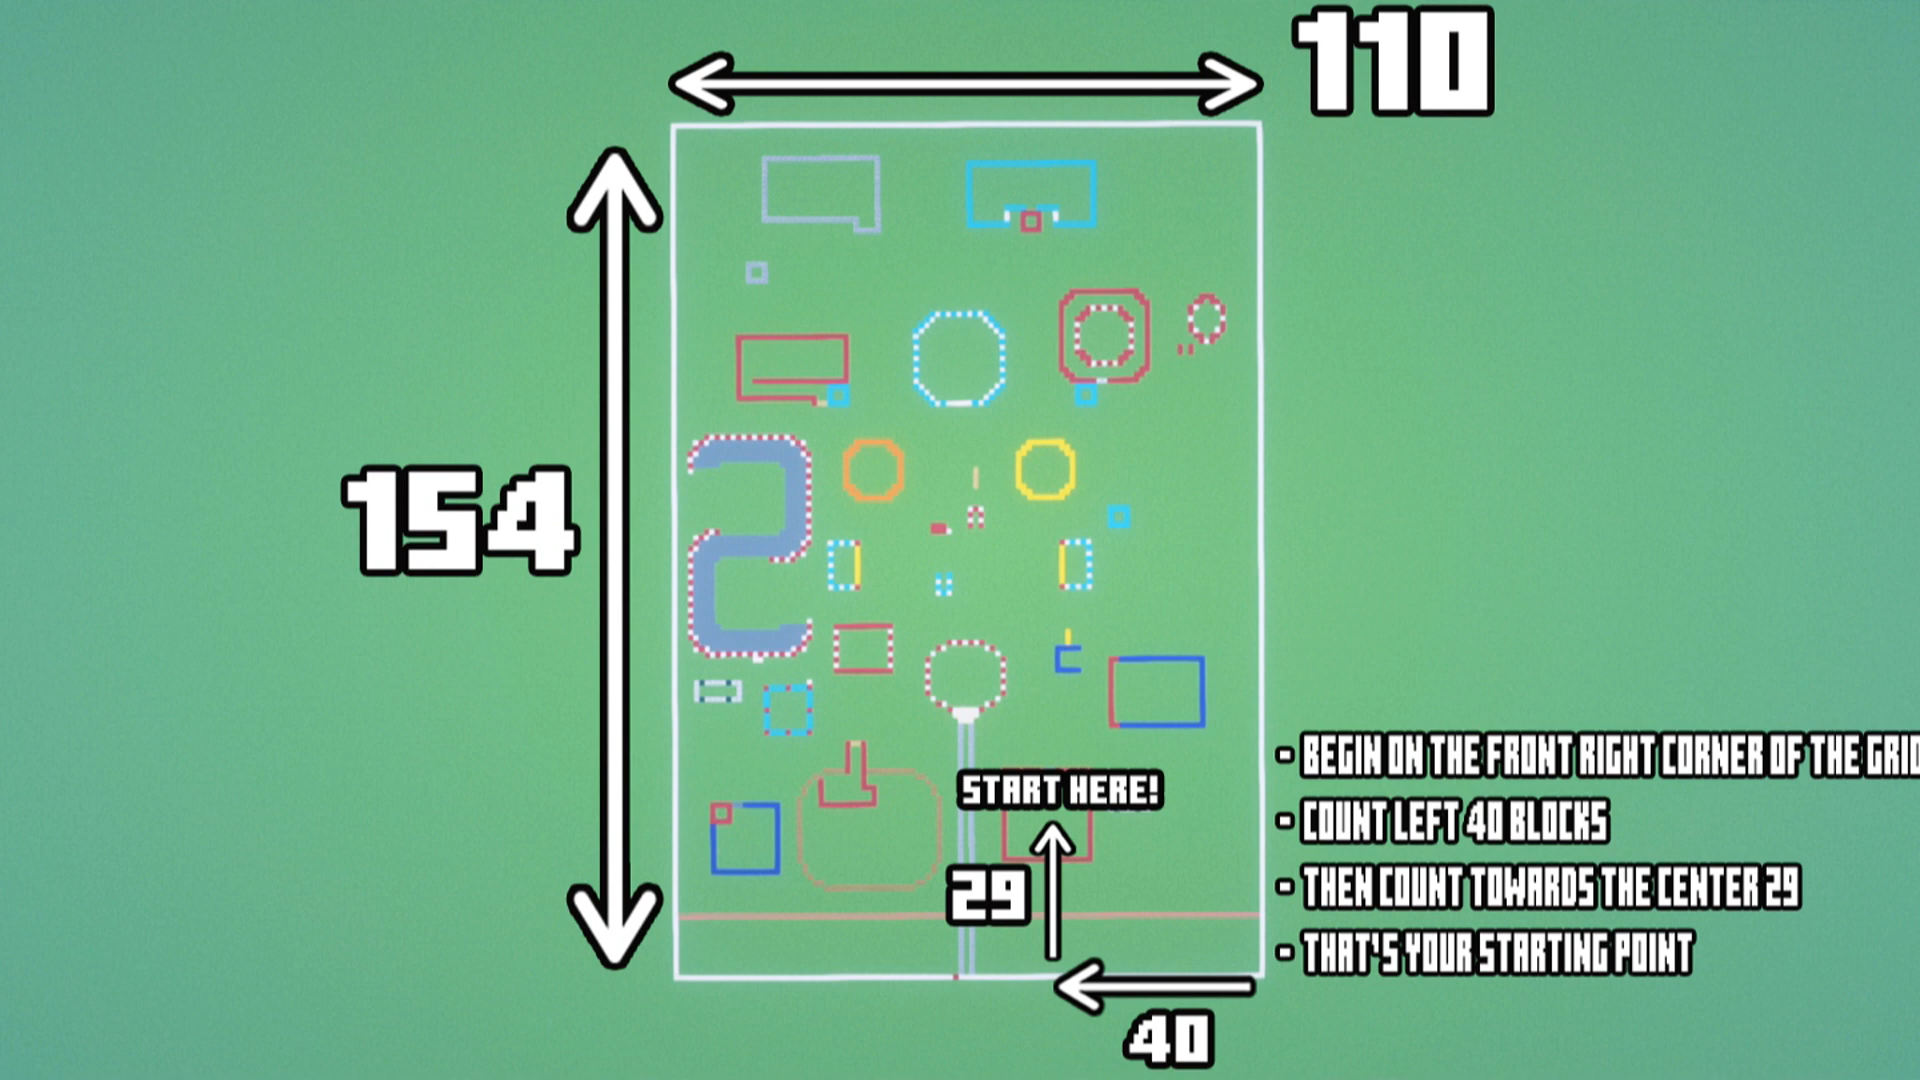 110
154
START HERE!
29
40
- BEGIN ON THE FRONT RIGHT CORNER OF THE GRID
- COUNT LEFT 40 BLOCKS
- THEN COUNT TOWARDS THE CENTER 29
- THAT'S YOUR STARTING POINT